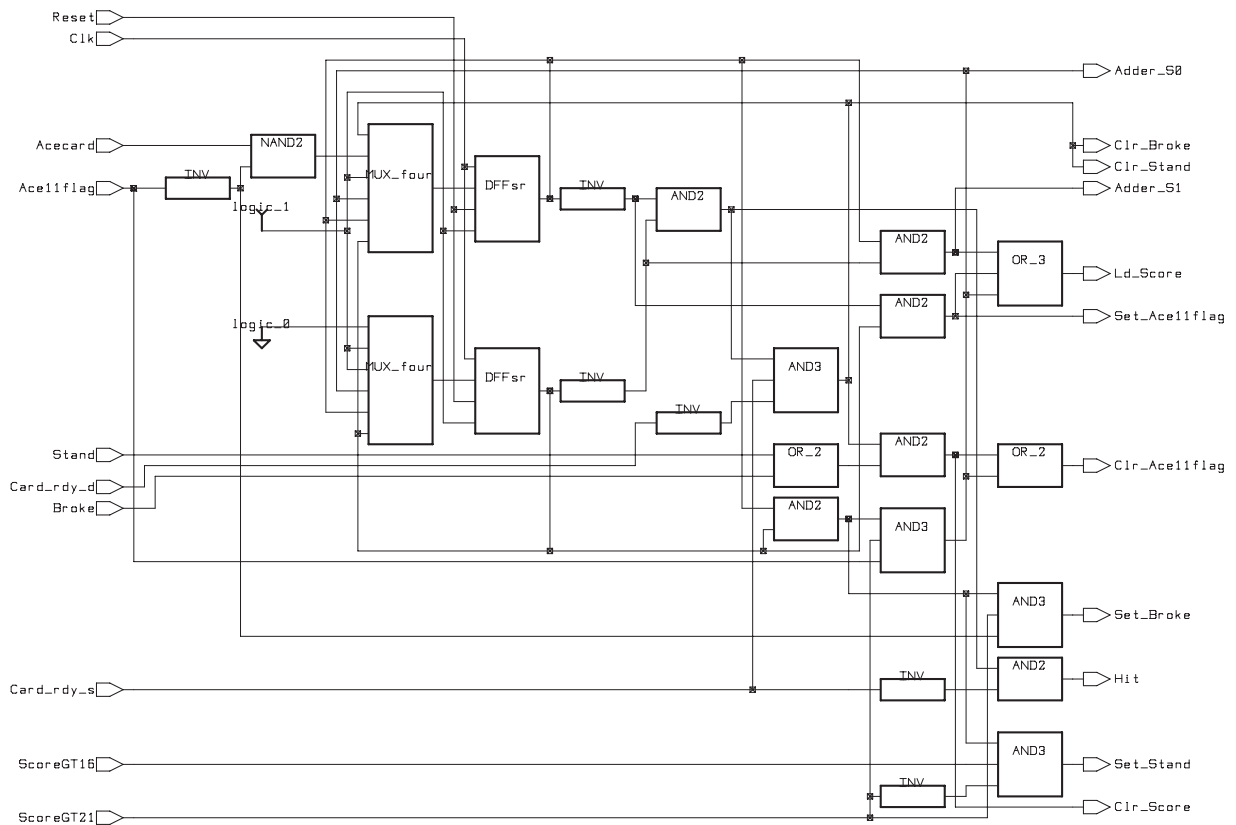 Reset
Clk
Adder_S0
Acecard
NAND2
Clr_Broke
MUX_four
DFFsr
Clr_Stand
Ace11flag
INV
INV
AND2
Adder_S1
logic_1
AND2
OR_3
Ld_Score
AND2
Set_Ace11flag
logic_0
MUX_four
DFFsr
INV
AND3
INV
Stand
OR_2
AND2
OR_2
Clr_Ace11flag
Card_rdy_d
Broke
AND2
AND3
AND3
Set_Broke
AND2
Hit
Card_rdy_s
INV
AND3
ScoreGT16
Set_Stand
INV
Clr_Score
ScoreGT21